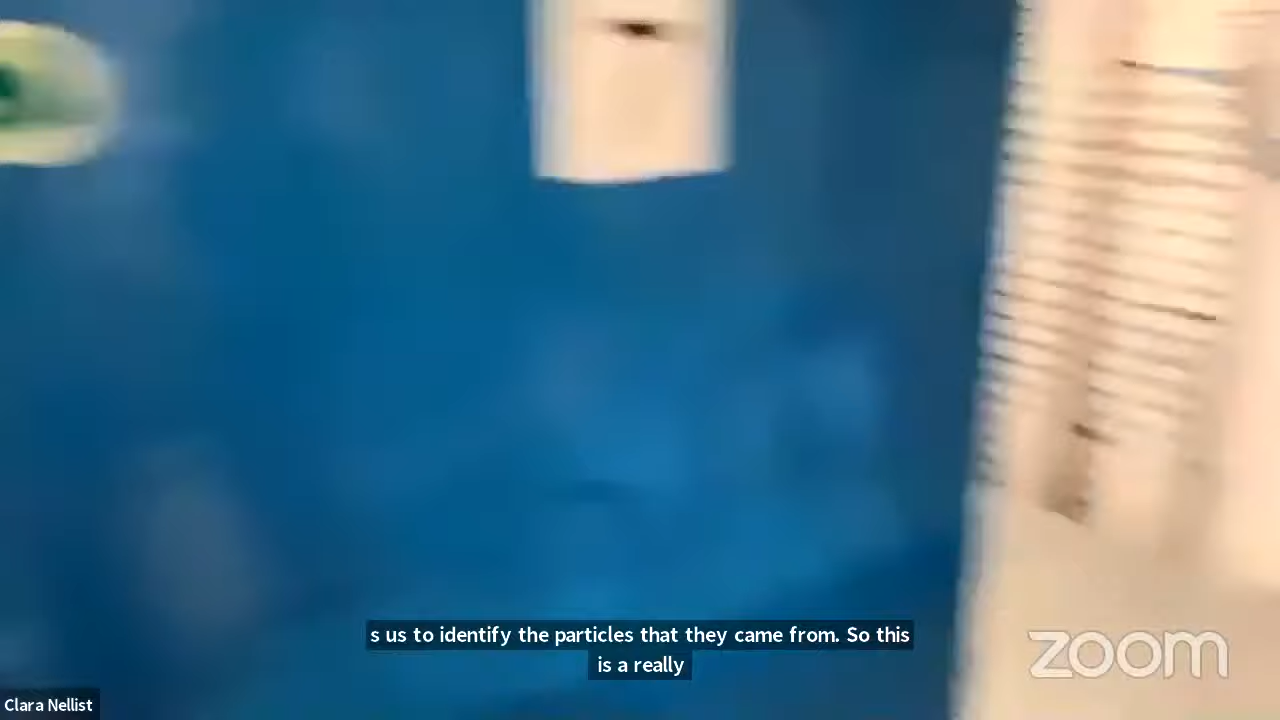 s us to identify the particles that they came from. So this
is a really
zoom
Clara Nellist